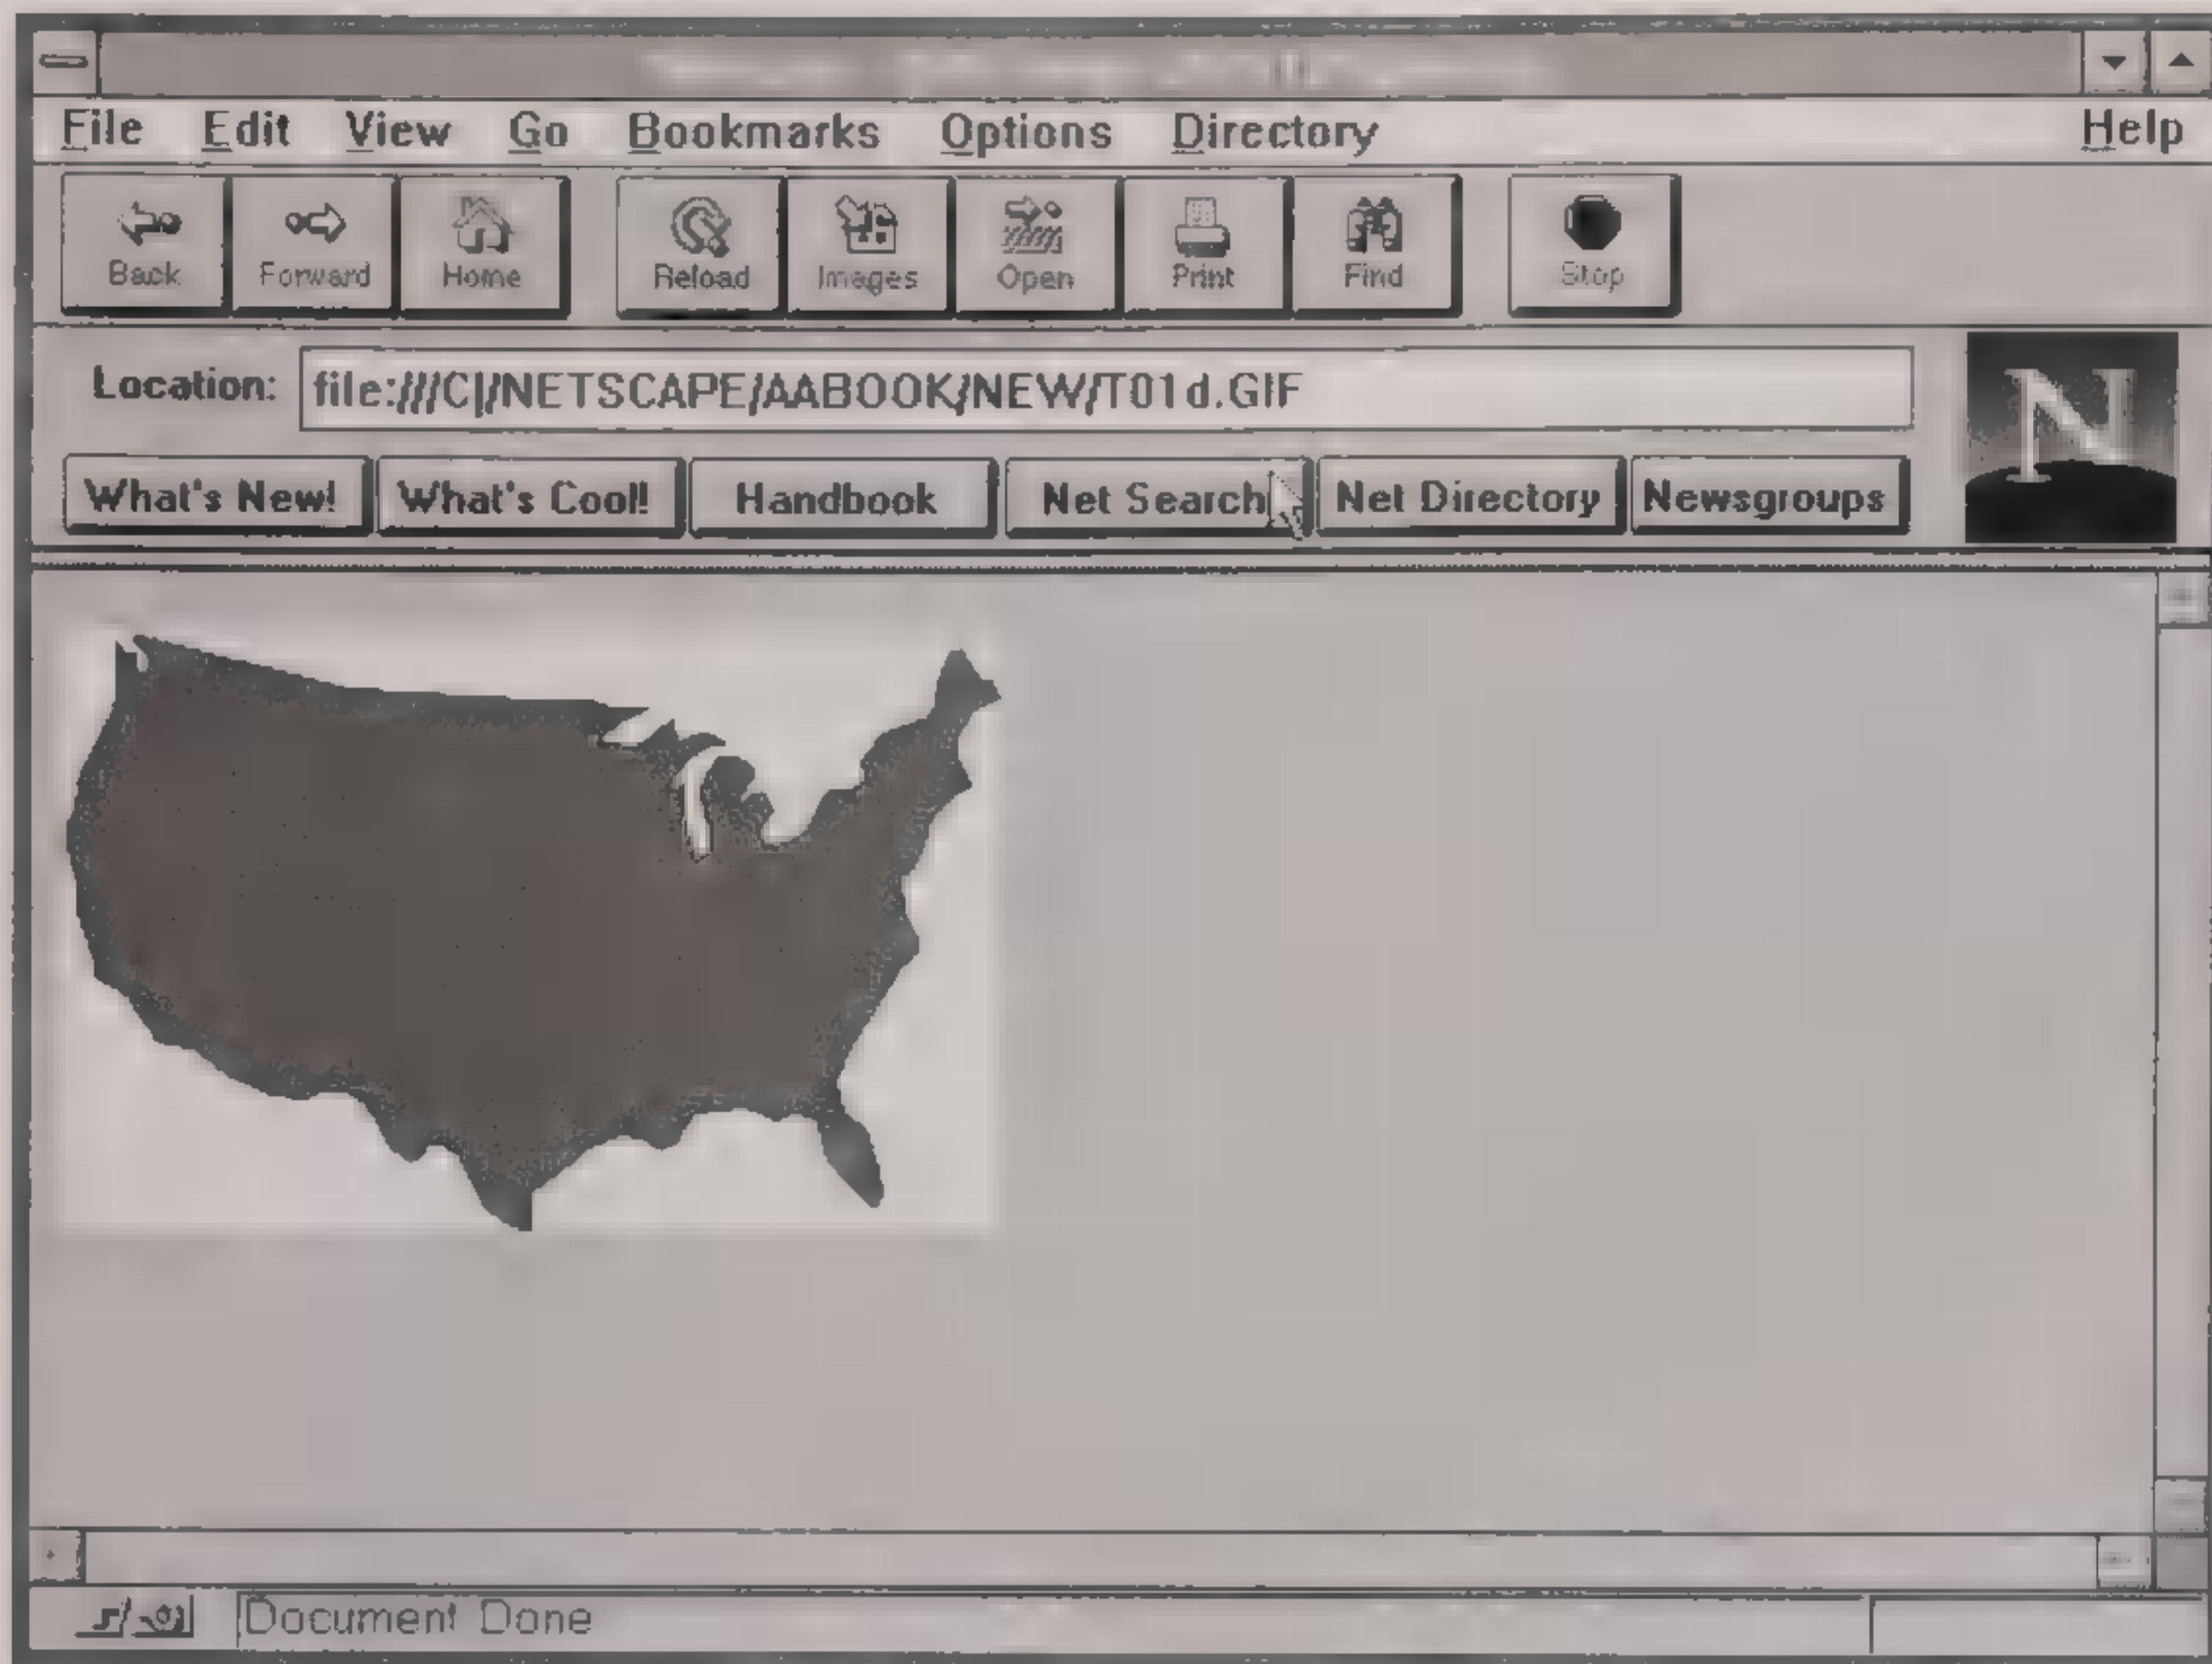 File Edit View Go Bookmarks Options Directory Help
Back Forward Home Reload Images Open Print Find Stop
Location: file:///C|/NETSCAPE/AABOOK/NEW/T01d.GIF
N
What's New! What's Cool! Handbook Net Search Net Directory Newsgroups
Document Done